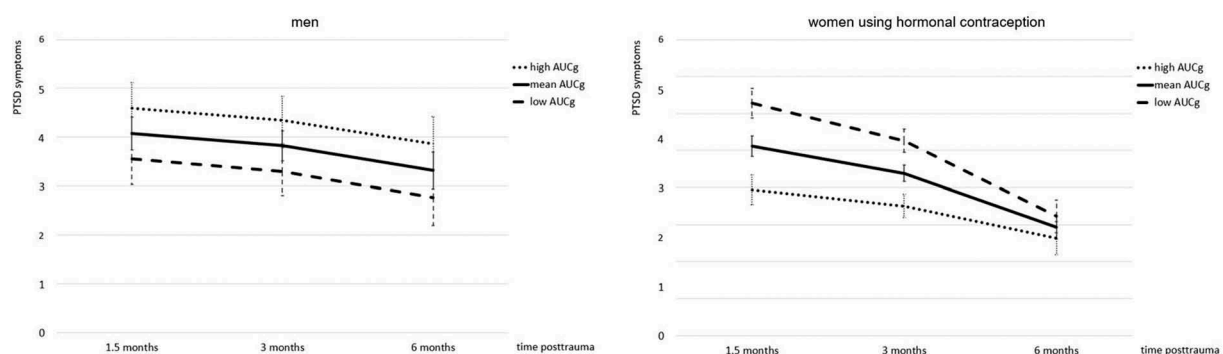 men
PTSD symptoms
6
5
4
3
2
1
0
1.5 months
3 months
6 months
time posttrauma
high AUCg
mean AUCg
low AUCg
women using hormonal contraception
PTSD symptoms
6
5
4
3
2
1
0
1.5 months
3 months
6 months
time posttrauma
high AUCg
mean AUCg
low AUCg